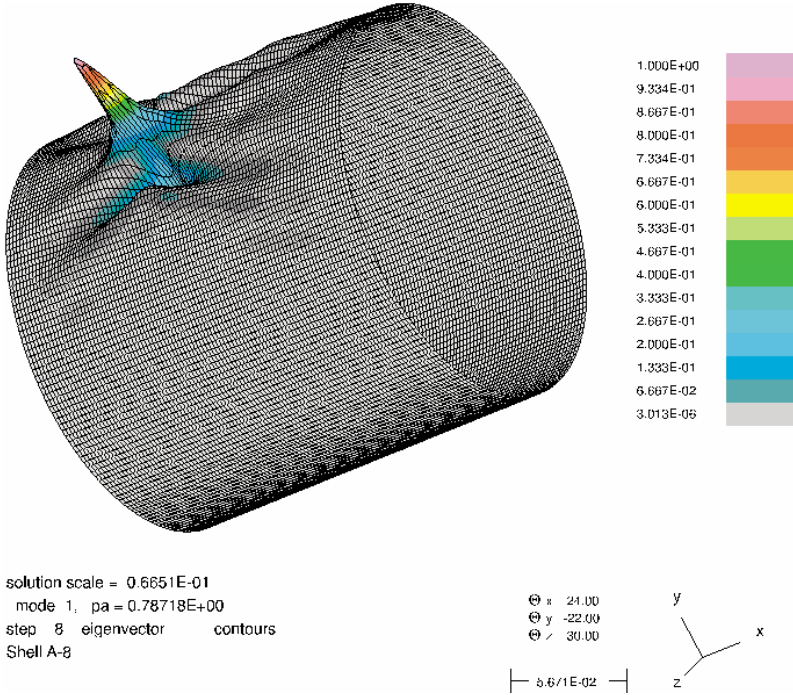 1.000E+00
9.334E-01
8.667E-01
8.000E-01
7.334E-01
6.667E-01
6.000E-01
5.333E-01
4.667E-01
4.000E-01
3.333E-01
2.667E-01
2.000E-01
1.333E-01
6.667E-02
3.013E-06
solution scale = 0.6651E-01
mode 1, pa = 0.78718E+00
step 8 eigenvector contours
Shell A-8
Θ x 24.00
Θ y -22.00
Θ z 30.00
5.671E-02
y
x
z